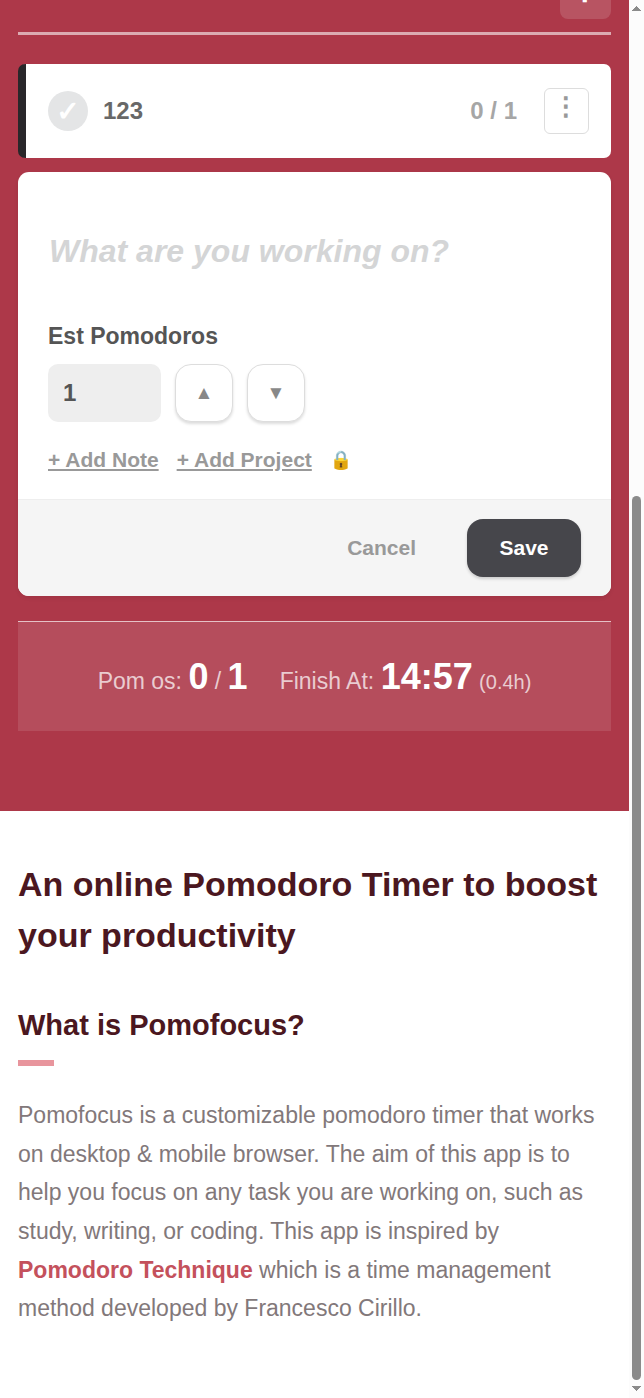 123
0 / 1
What are you working on?
Est Pomodoros
1
+ Add Note
+ Add Project
Cancel
Save
Pom os: 0 / 1
Finish At: 14:57 (0.4h)
An online Pomodoro Timer to boost
your productivity
What is Pomofocus?
Pomofocus is a customizable pomodoro timer that works
on desktop & mobile browser. The aim of this app is to
help you focus on any task you are working on, such as
study, writing, or coding. This app is inspired by
Pomodoro Technique which is a time management
method developed by Francesco Cirillo.